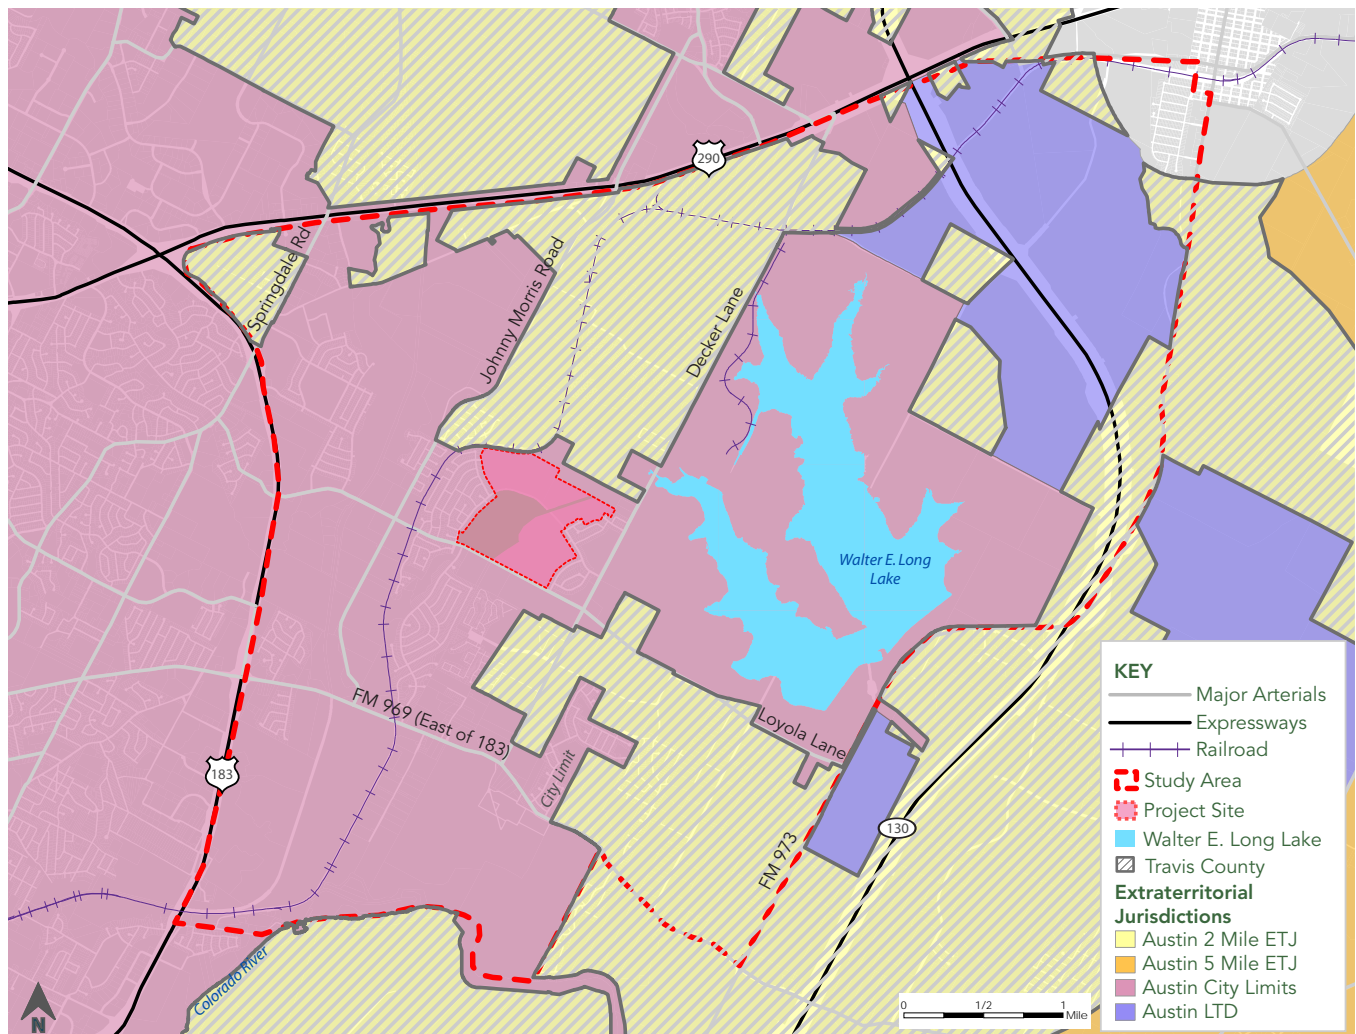 290
Springdale Rd
Johnny Morris Road
Decker Lane
Walter E. Long
Lake
FM 969 (East of 183)
Loyola Lane
City Limit
183
130
FM 973
Colorado River
N
KEY
Major Arterials
Expressways
Railroad
Study Area
Project Site
Walter E. Long Lake
Travis County
Extraterritorial
Jurisdictions
Austin 2 Mile ETJ
Austin 5 Mile ETJ
Austin City Limits
Austin LTD
0 1/2 1
Mile